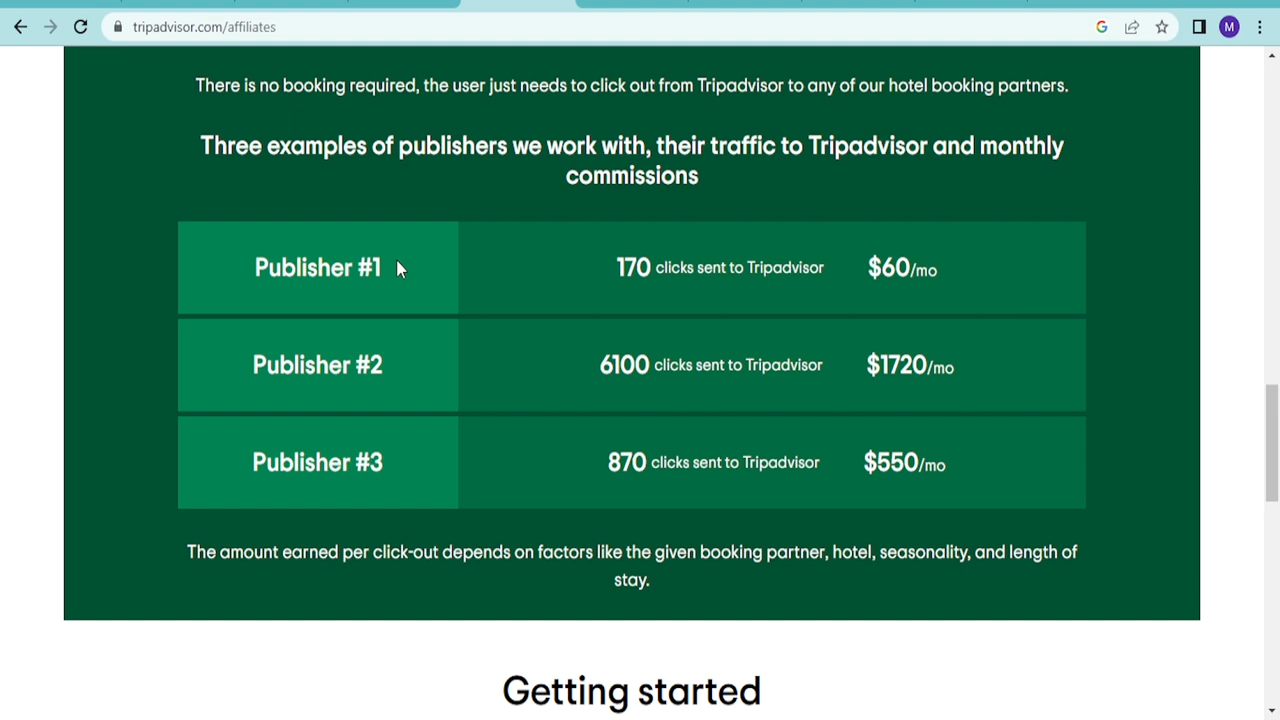 tripadvisor.com/affiliates
M
There is no booking required, the user just needs to click out from Tripadvisor to any of our hotel booking partners.
Three examples of publishers we work with, their traffic to Tripadvisor and monthly
commissions
Publisher #1 170 clicks sent to Tripadvisor $60/mo
Publisher #2 6100 clicks sent to Tripadvisor $1720/mo
Publisher #3 870 clicks sent to Tripadvisor $550/mo
The amount earned per click-out depends on factors like the given booking partner, hotel, seasonality, and length of
stay.
Getting started